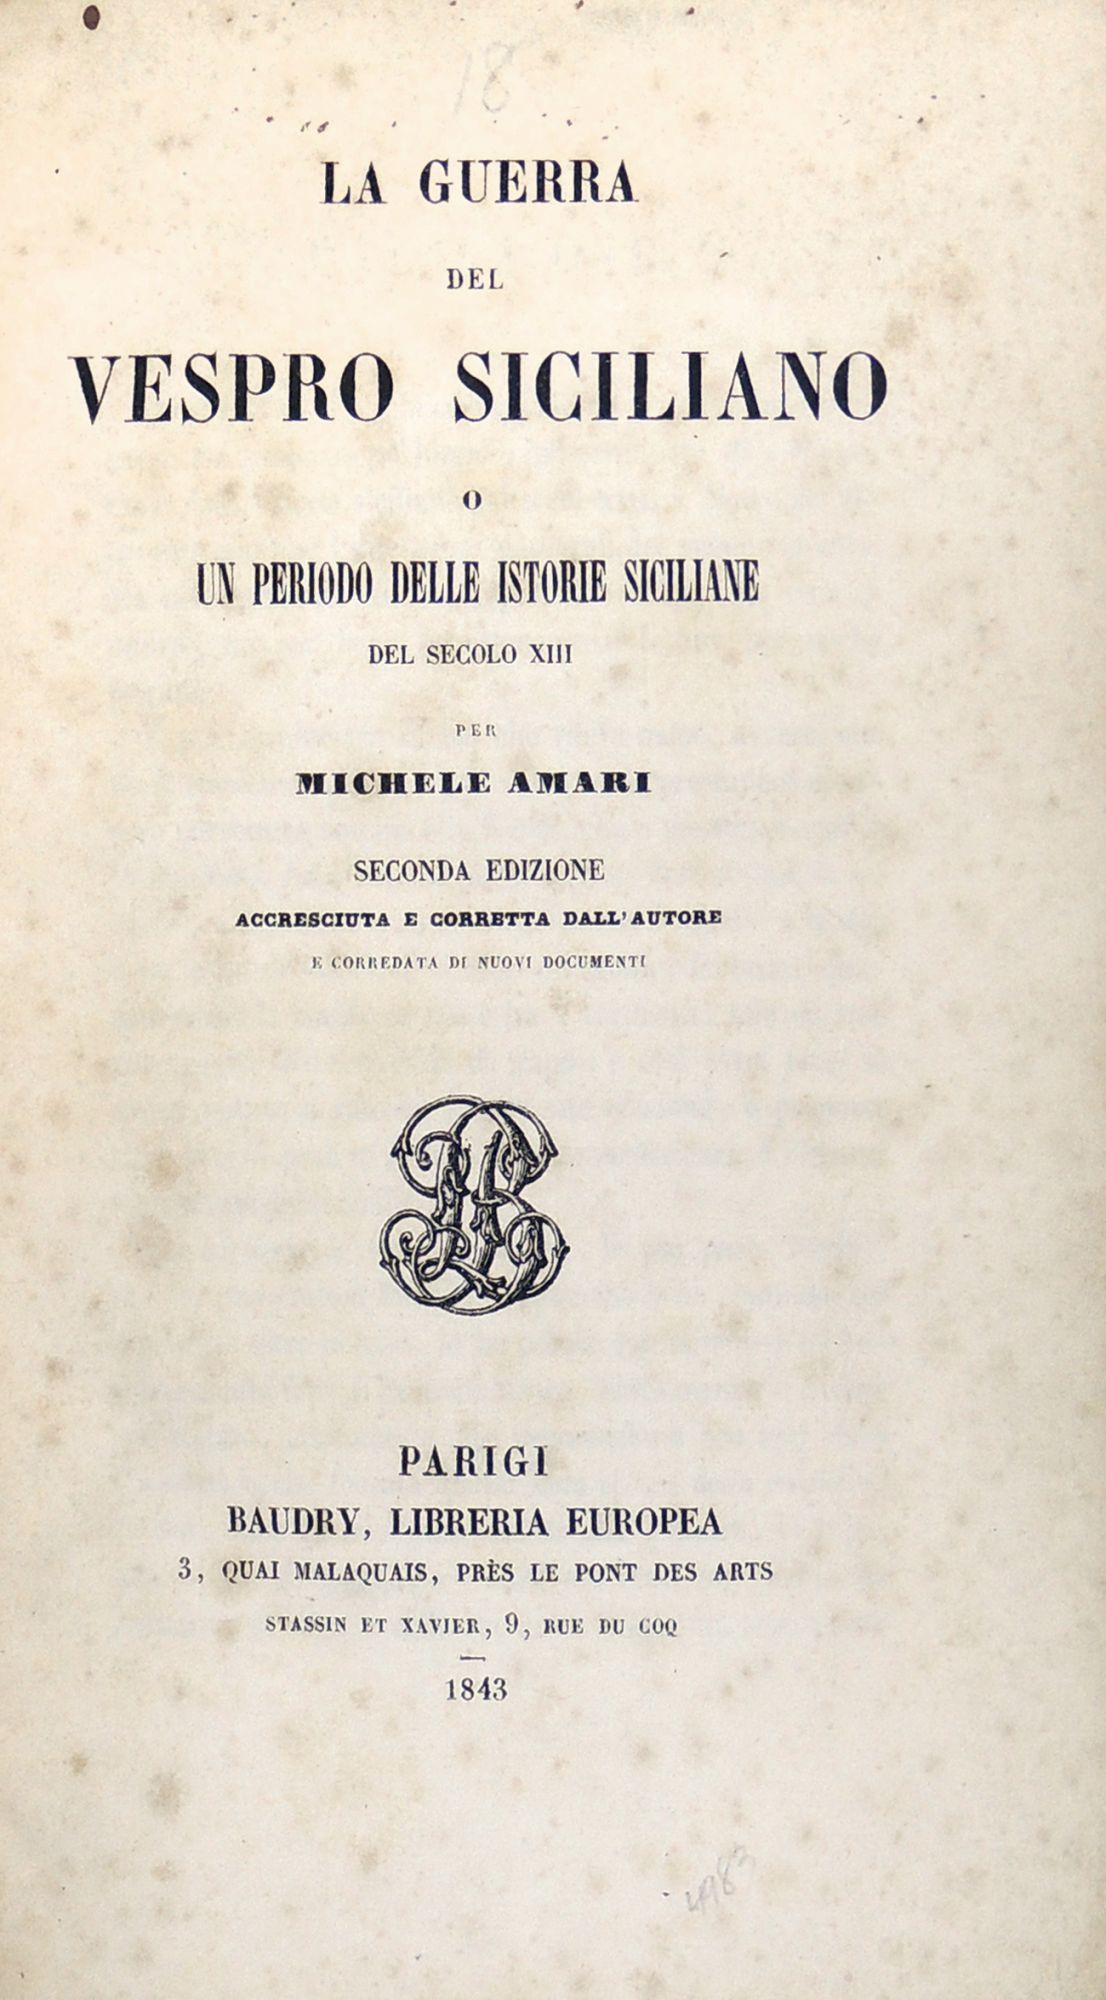 18
LA GUERRA
DEL
VESPRO SICILIANO
O
UN PERIODO DELLE ISTORIE SICILIANE
DEL SECOLO XIII
PER
MICHELE AMARI
SECONDA EDIZIONE
ACCRESCIUTA E CORRETTA DALL'AUTORE
E CORREDATA DI NUOVI DOCUMENTI
PARIGI
BAUDRY, LIBRERIA EUROPEA
3, QUAI MALAQUAIS, PRÈS LE PONT DES ARTS
STASSIN ET XAVIER, 9, RUE DU COQ
1843